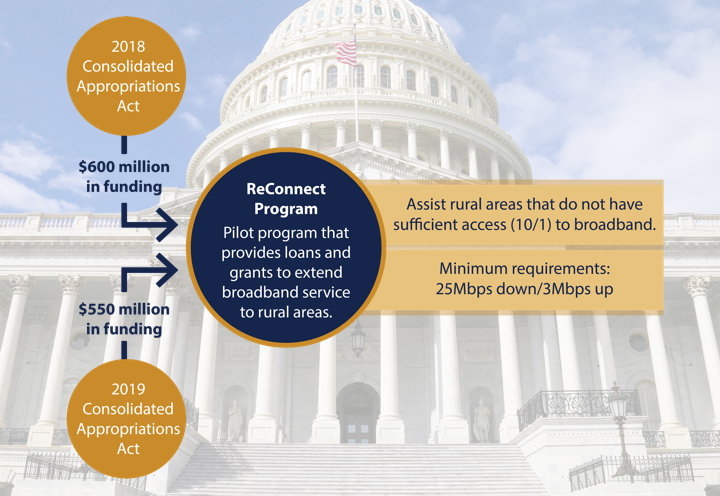 2018
Consolidated
Appropriations
Act
$600 million
in funding
ReConnect
Program
Pilot program that
provides loans and
grants to extend
broadband service
to rural areas.
Assist rural areas that do not have
sufficient access (10/1) to broadband.
Minimum requirements:
25Mbps down/3Mbps up
$550 million
in funding
2019
Consolidated
Appropriations
Act